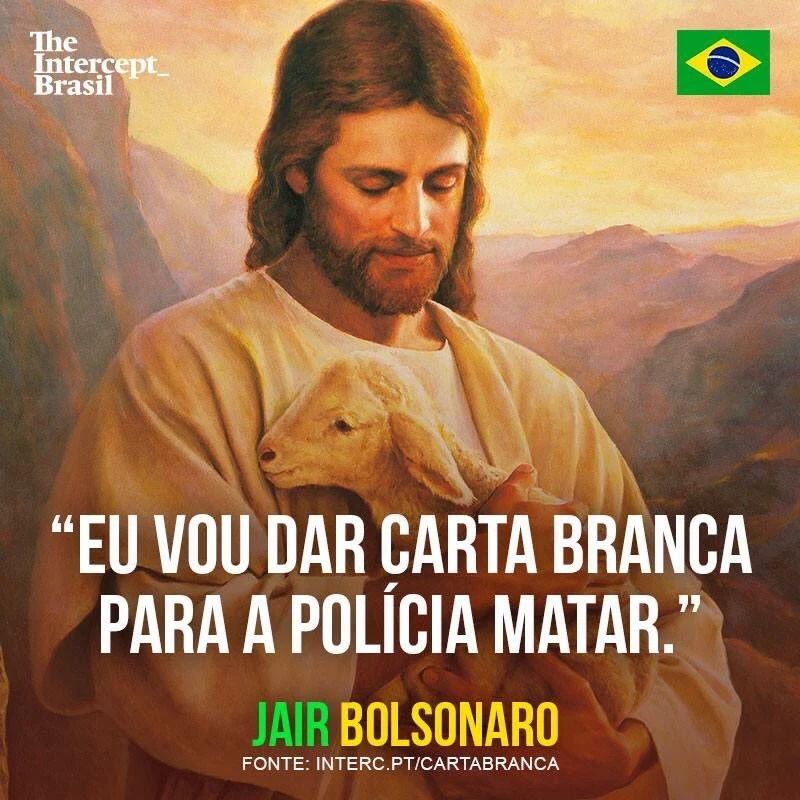 The
Intercept_
Brasil
“EU VOU DAR CARTA BRANCA
PARA A POLÍCIA MATAR.”
JAIR BOLSONARO
FONTE: INTERC.PT/CARTABRANCA